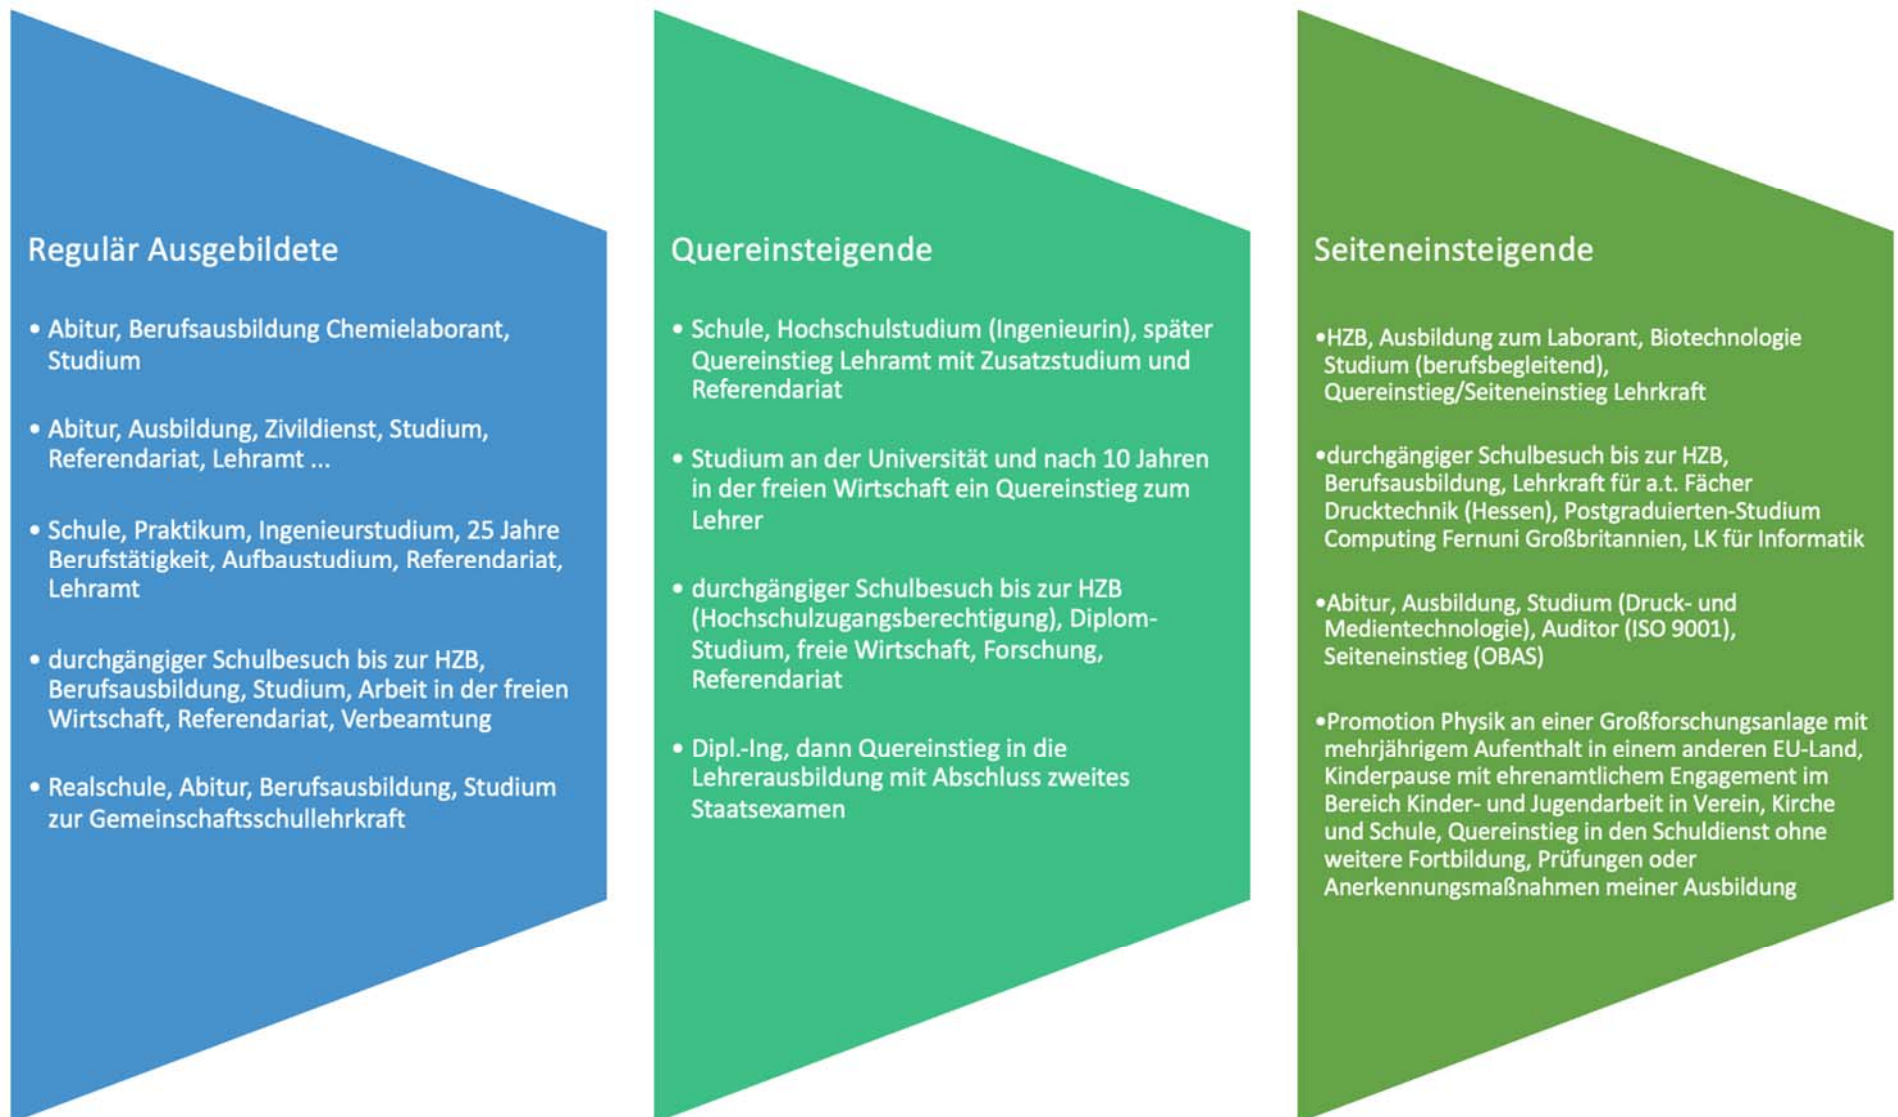 Regulär Ausgebildete
• Abitur, Berufsausbildung Chemielaborant,
Studium
• Abitur, Ausbildung, Zivildienst, Studium,
Referendariat, Lehramt ...
• Schule, Praktikum, Ingenieurstudium, 25 Jahre
Berufstätigkeit, Aufbaustudium, Referendariat,
Lehramt
• durchgängiger Schulbesuch bis zur HZB,
Berufsausbildung, Studium, Arbeit in der freien
Wirtschaft, Referendariat, Verbeamtung
• Realschule, Abitur, Berufsausbildung, Studium
zur Gemeinschaftsschullehrkraft
Quereinsteigende
• Schule, Hochschulstudium (Ingenieurin), später
Quereinstieg Lehramt mit Zusatzstudium und
Referendariat
• Studium an der Universität und nach 10 Jahren
in der freien Wirtschaft ein Quereinstieg zum
Lehrer
• durchgängiger Schulbesuch bis zur HZB
(Hochschulzugangsberechtigung), Diplom-
Studium, freie Wirtschaft, Forschung,
Referendariat
• Dipl.-Ing, dann Quereinstieg in die
Lehrerausbildung mit Abschluss zweites
Staatsexamen
Seiteneinsteigende
•HZB, Ausbildung zum Laborant, Biotechnologie
Studium (berufsbegleitend),
Quereinstieg/Seiteneinstieg Lehrkraft
•durchgängiger Schulbesuch bis zur HZB,
Berufsausbildung, Lehrkraft für a.t. Fächer
Drucktechnik (Hessen), Postgraduierten-Studium
Computing Fernuni Großbritannien, LK für Informatik
•Abitur, Ausbildung, Studium (Druck- und
Medientechnologie), Auditor (ISO 9001),
Seiteneinstieg (OBAS)
•Promotion Physik an einer Großforschungsanlage mit
mehrjährigem Aufenthalt in einem anderen EU-Land,
Kinderpause mit ehrenamtlichem Engagement im
Bereich Kinder- und Jugendarbeit in Verein, Kirche
und Schule, Quereinstieg in den Schuldienst ohne
weitere Fortbildung, Prüfungen oder
Anerkennungsmaßnahmen meiner Ausbildung